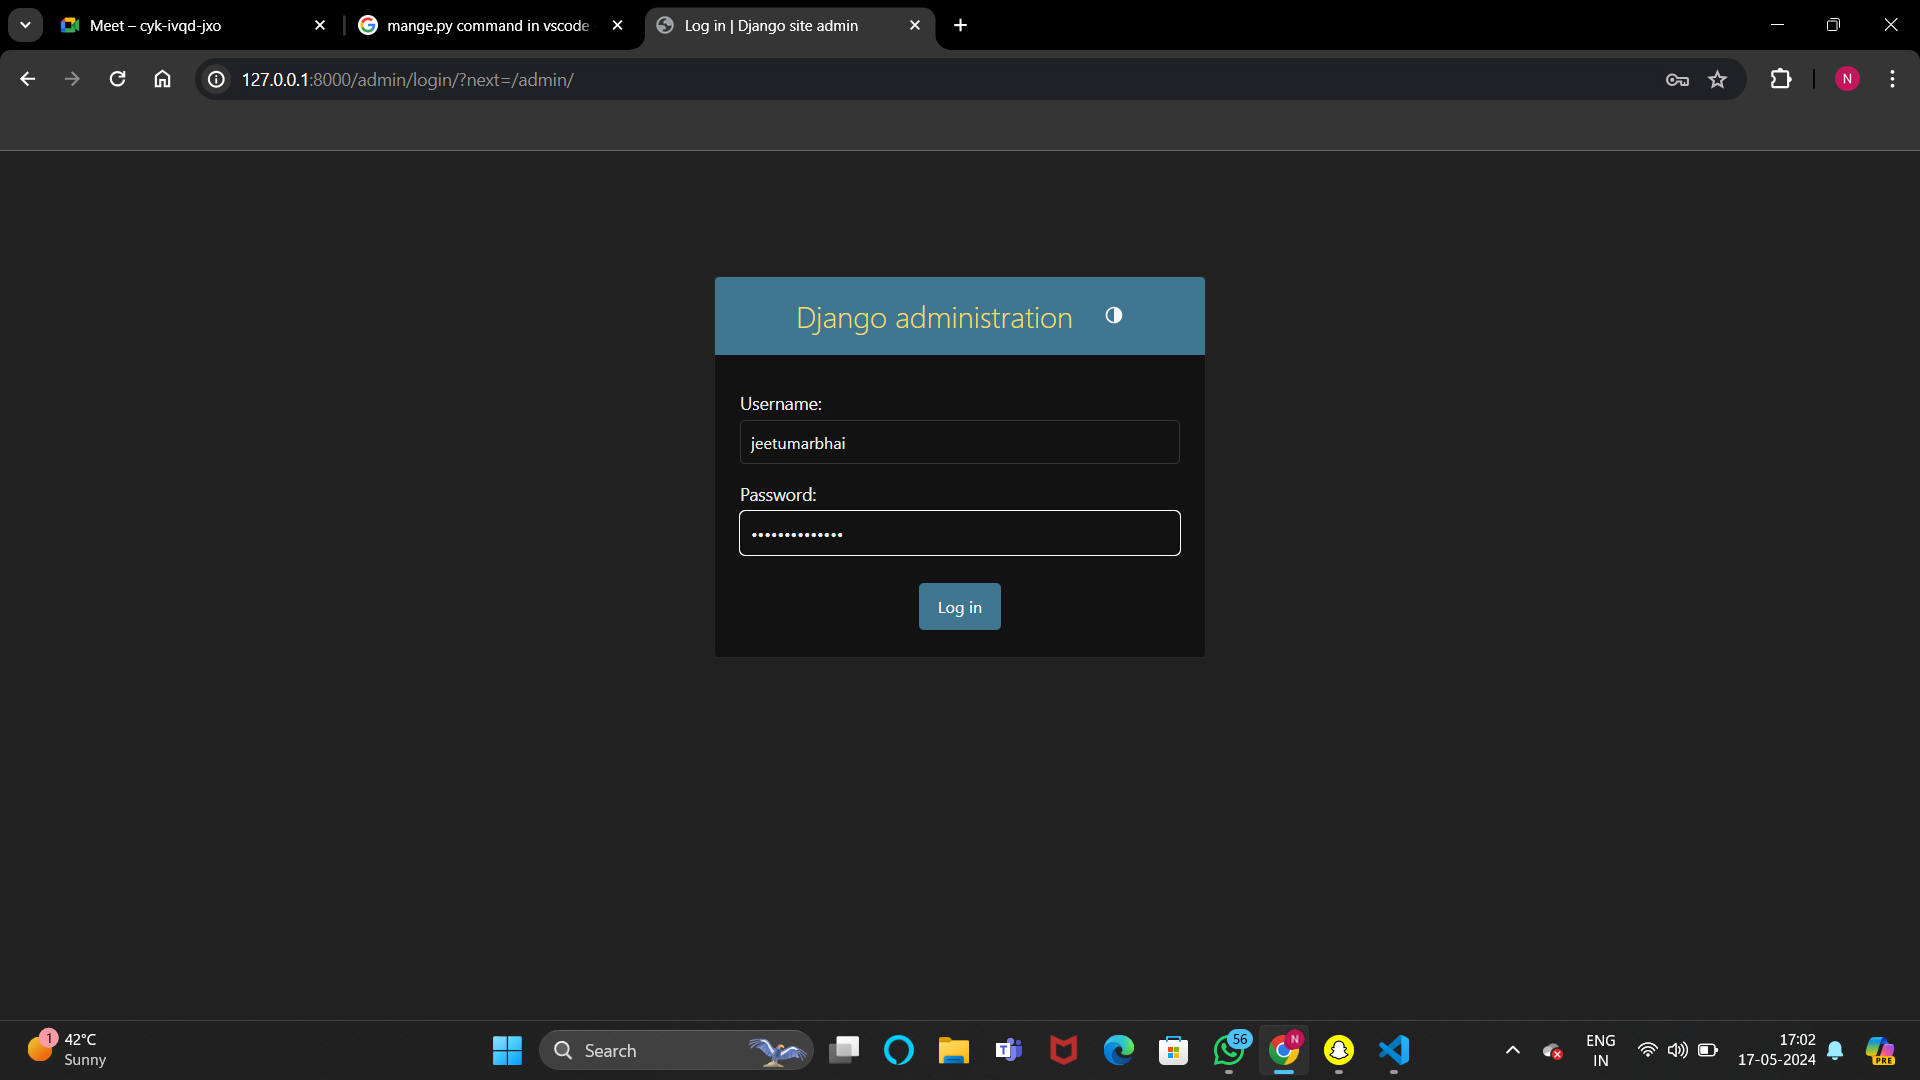 Meet – cyk-ivqd-jxo
mange.py command in vscode
Log in | Django site admin
127.0.0.1:8000/admin/login/?next=/admin/
N
Django administration
Username:
jeetumarbhai
Password:
••••••••••••••
Log in
1
42°C
Sunny
Search
56
N
ENG
IN
17:02
17-05-2024
PRE